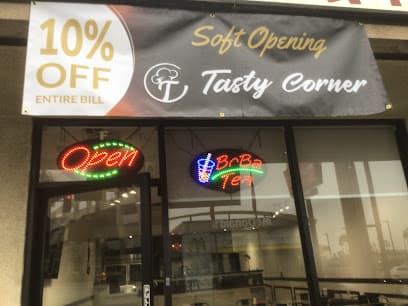 10%
OFF
ENTIRE BILL
Soft Opening
Tasty Corner
Open
BoBa
Tea